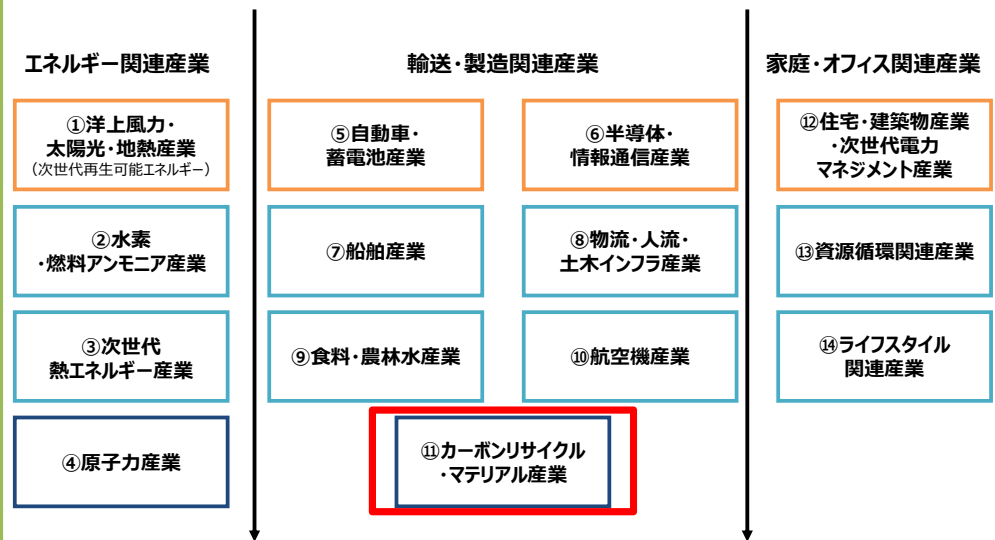 エネルギー関連産業
①洋上風力・
太陽光・地熱産業
（次世代再生可能エネルギー）
②水素
・燃料アンモニア産業
③次世代
熱エネルギー産業
④原子力産業
輸送・製造関連産業
⑤自動車・
蓄電池産業
⑥半導体・
情報通信産業
⑦船舶産業
⑧物流・人流・
土木インフラ産業
⑨食料・農林水産業
⑩航空機産業
⑪カーボンリサイクル
・マテリアル産業
家庭・オフィス関連産業
⑫住宅・建築物産業
・次世代電力
マネジメント産業
⑬資源循環関連産業
⑭ライフスタイル
関連産業